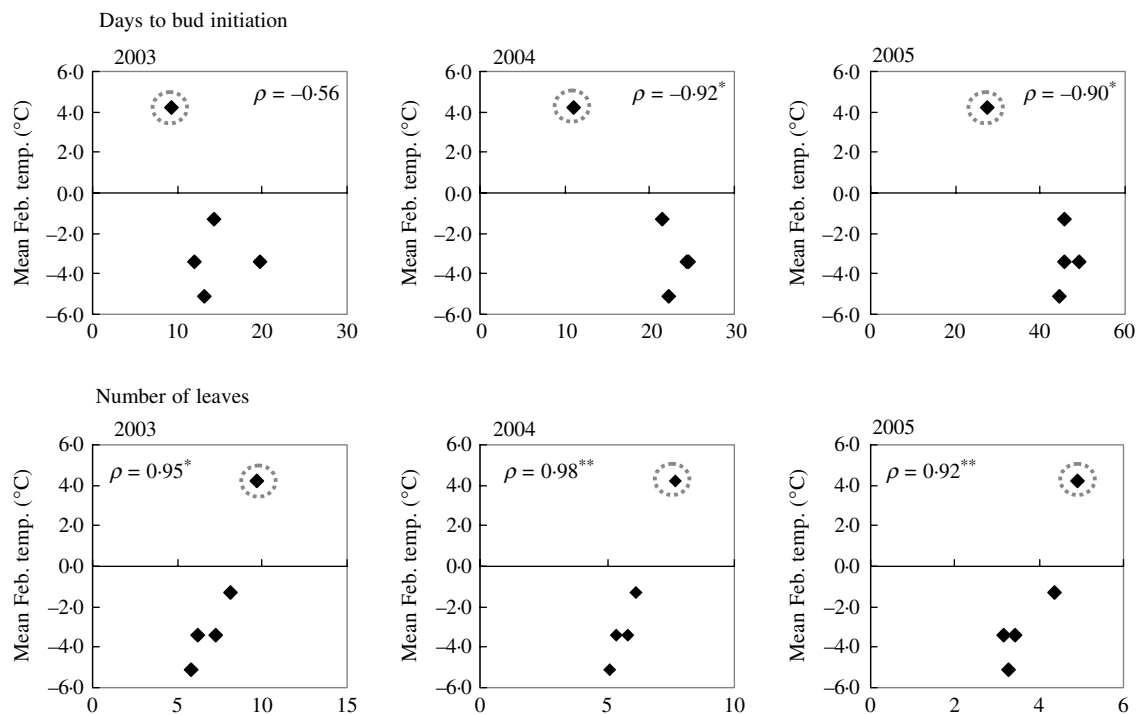 Days to bud initiation
2003
2004
2005
ρ = –0·56
ρ = –0·92*
ρ = –0·90*
Mean Feb. temp. (°C)
6·0
4·0
2·0
0·0
–2·0
–4·0
–6·0
0 10 20 30
Mean Feb. temp. (°C)
6·0
4·0
2·0
0·0
–2·0
–4·0
–6·0
0 10 20 30
Mean Feb. temp. (°C)
6·0
4·0
2·0
0·0
–2·0
–4·0
–6·0
0 20 40 60
Number of leaves
2003
2004
2005
ρ = 0·95*
ρ = 0·98**
ρ = 0·92**
Mean Feb. temp. (°C)
6·0
4·0
2·0
0·0
–2·0
–4·0
–6·0
0 5 10 15
Mean Feb. temp. (°C)
6·0
4·0
2·0
0·0
–2·0
–4·0
–6·0
0 5 10
Mean Feb. temp. (°C)
6·0
4·0
2·0
0·0
–2·0
–4·0
–6·0
0 2 4 6